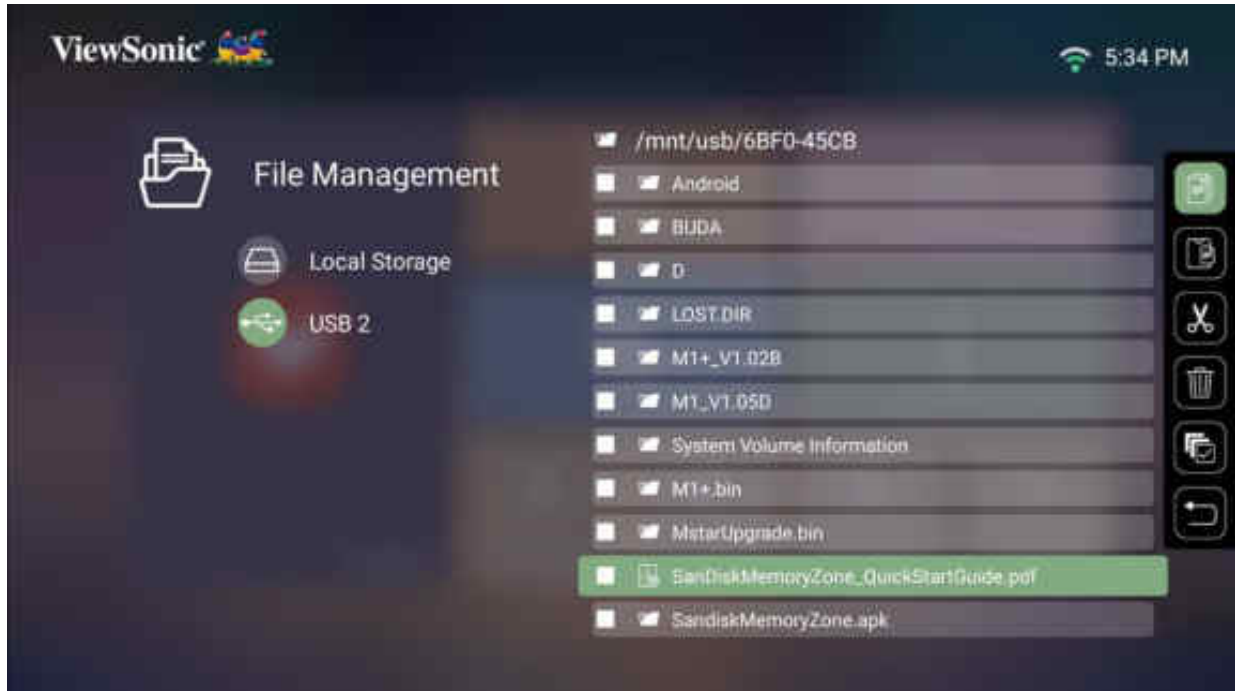 ViewSonic
5:34 PM
File Management
Local Storage
USB 2
/mnt/usb/6BF0-45CB
Android
BUDA
D
LOST.DIR
M1+_V1.02B
M1_V1.05D
System Volume Information
M1+.bin
MstarUpgrade.bin
SanDiskMemoryZone_QuickStartGuide.pdf
SandiskMemoryZone.apk